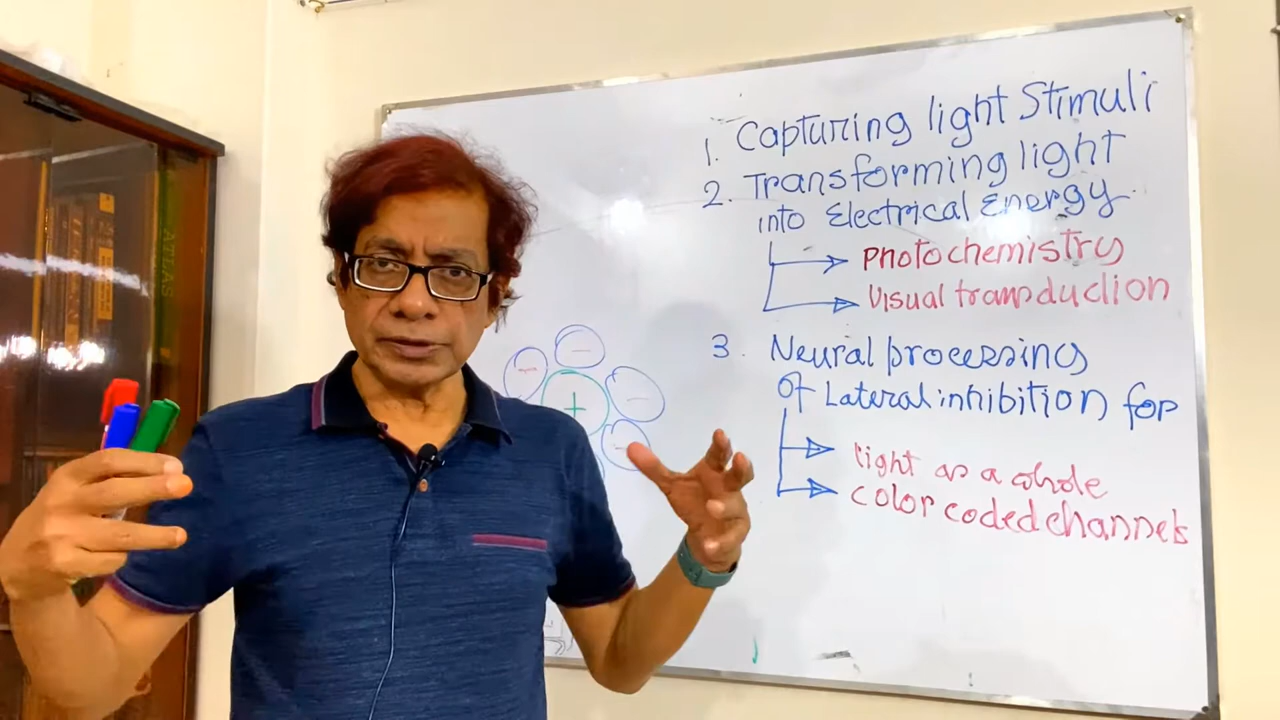 1. Capturing light Stimuli
2. Transforming light
into Electrical Energy
Photochemistry
Visual transduction
3. Neural processing
of Lateral inhibition for
light as a whole
color coded channels
+
ATLAS